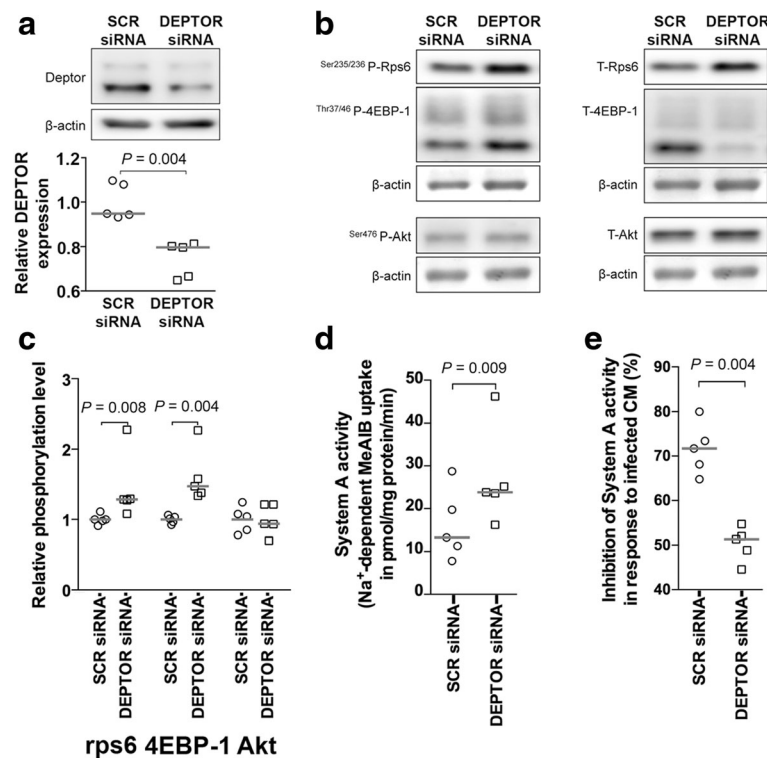 a
SCR siRNA
DEPTOR siRNA
Deptor
β-actin
Relative DEPTOR expression
1.2
1.0
0.8
0.6
P = 0.004
SCR siRNA
DEPTOR siRNA
b
SCR siRNA
DEPTOR siRNA
Ser235/236 P-Rps6
Thr37/46 P-4EBP-1
β-actin
Ser476 P-Akt
β-actin
SCR siRNA
DEPTOR siRNA
T-Rps6
T-4EBP-1
β-actin
T-Akt
β-actin
c
Relative phosphorylation level
3
2
1
0
P = 0.008
P = 0.004
SCR siRNA
DEPTOR siRNA
SCR siRNA
DEPTOR siRNA
SCR siRNA
DEPTOR siRNA
rps6 4EBP-1 Akt
d
System A activity
(Na+-dependent MeAIB uptake
in pmol/mg protein/min)
50
40
30
20
10
0
P = 0.009
SCR siRNA
DEPTOR siRNA
e
Inhibition of System A activity
in response to infected CM (%)
90
80
70
60
50
40
P = 0.004
SCR siRNA
DEPTOR siRNA